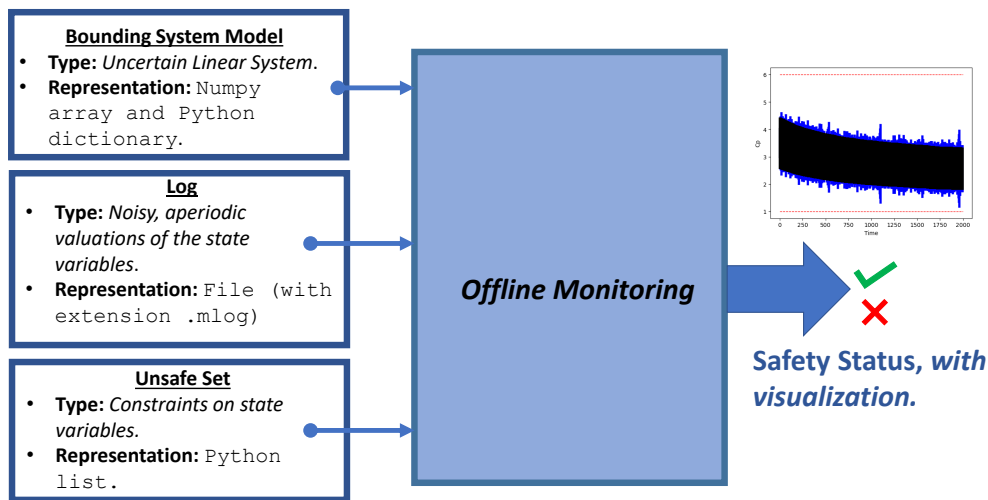 Bounding System Model
• Type: Uncertain Linear System.
• Representation: Numpy
array and Python
dictionary.
Log
• Type: Noisy, aperiodic
valuations of the state
variables.
• Representation: File (with
extension .mlog)
Unsafe Set
• Type: Constraints on state
variables.
• Representation: Python
list.
Offline Monitoring
6
5
4
3
2
1
Cp
0 250 500 750 1000 1250 1500 1750 2000
Time
Safety Status, with
visualization.